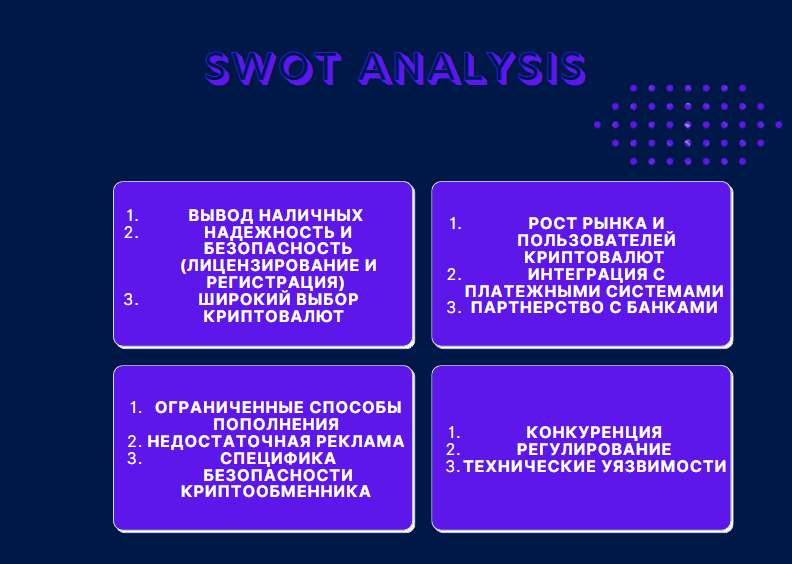 SWOT ANALYSIS
1. ВЫВОД НАЛИЧНЫХ
2. НАДЕЖНОСТЬ И
БЕЗОПАСНОСТЬ
(ЛИЦЕНЗИРОВАНИЕ И
РЕГИСТРАЦИЯ)
3. ШИРОКИЙ ВЫБОР
КРИПТОВАЛЮТ
1. РОСТ РЫНКА И
ПОЛЬЗОВАТЕЛЕЙ
КРИПТОВАЛЮТ
2. ИНТЕГРАЦИЯ С
ПЛАТЕЖНЫМИ СИСТЕМАМИ
3. ПАРТНЕРСТВО С БАНКАМИ
1. ОГРАНИЧЕННЫЕ СПОСОБЫ
ПОПОЛНЕНИЯ
2. НЕДОСТАТОЧНАЯ РЕКЛАМА
3. СПЕЦИФИКА
БЕЗОПАСНОСТИ
КРИПТООБМЕННИКА
1. КОНКУРЕНЦИЯ
2. РЕГУЛИРОВАНИЕ
3. ТЕХНИЧЕСКИЕ УЯЗВИМОСТИ